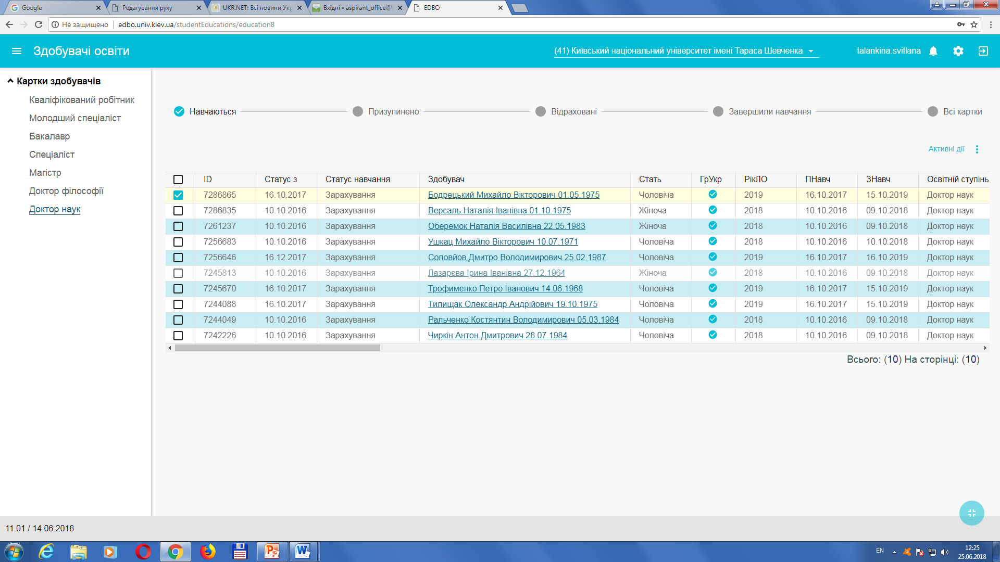 Google
Редагування руху
UKR.NET: Всі новини Укр
Вхідні • aspirant_office@
EDBO
Не защищено
edbo.univ.kiev.ua/studentEducations/education8
Здобувачі освіти
(41) Київський національний університет імені Тараса Шевченка
talankina.svitlana
Картки здобувачів
Кваліфікований робітник
Молодший спеціаліст
Бакалавр
Спеціаліст
Магістр
Доктор філософії
Доктор наук
Навчаються
Призупинено
Відраховані
Завершили навчання
Всі картки
Активні дії
ID Статус з Статус навчання Здобувач Стать ГрУкр РікЛО ПНавч ЗНавч Освітній ступінь
7286865 16.10.2017 Зарахування Бодрецький Михайло Вікторович 01.05.1975 Чоловіча 2019 16.10.2017 15.10.2019 Доктор наук
7286835 10.10.2016 Зарахування Версаль Наталія Іванівна 01.10.1975 Жіноча 2018 10.10.2016 09.10.2018 Доктор наук
7261237 10.10.2016 Зарахування Оберемок Наталія Василівна 22.05.1983 Жіноча 2018 10.10.2016 09.10.2018 Доктор наук
7256683 10.10.2016 Зарахування Ушкац Михайло Вікторович 10.07.1971 Чоловіча 2018 10.10.2016 10.10.2018 Доктор наук
7256646 16.12.2017 Зарахування Соловйов Дмитро Володимирович 25.02.1987 Чоловіча 2019 16.10.2017 16.10.2019 Доктор наук
7245813 10.10.2016 Зарахування Лазарєва Ірина Іванівна 27.12.1964 Жіноча 2018 10.10.2016 09.10.2018 Доктор наук
7245670 16.10.2017 Зарахування Трофименко Петро Іванович 14.06.1968 Чоловіча 2019 16.10.2017 15.10.2019 Доктор наук
7244088 16.10.2017 Зарахування Тилищак Олександр Андрійович 19.10.1975 Чоловіча 2019 16.10.2017 15.10.2019 Доктор наук
7244049 10.10.2016 Зарахування Ральченко Костянтин Володимирович 05.03.1984 Чоловіча 2018 10.10.2016 09.10.2018 Доктор наук
7242226 10.10.2016 Зарахування Чиркін Антон Дмитрович 28.07.1984 Чоловіча 2018 10.10.2016 09.10.2018 Доктор наук
Всього: (10) На сторінці: (10)
11.01 / 14.06.2018
EN
12:25
25.06.2018